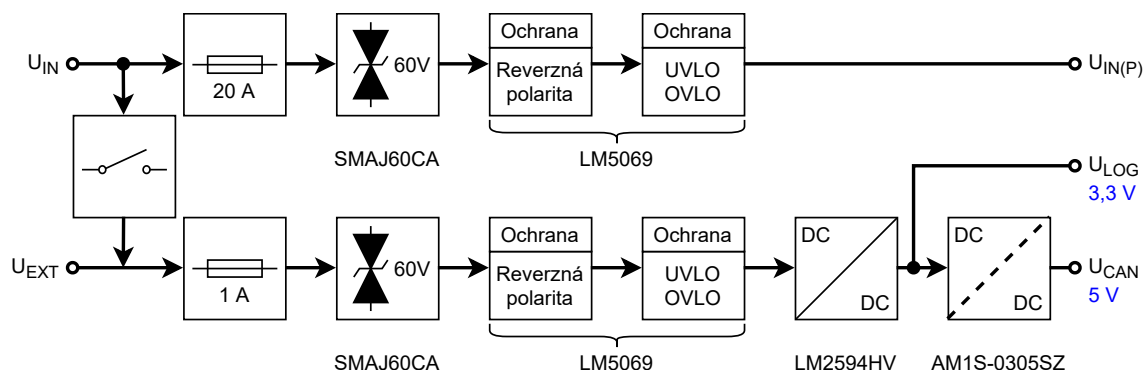 U_IN
20 A
60V
Ochrana
Reverzná
polarita
Ochrana
UVLO
OVLO
U_IN(P)
SMAJ60CA
LM5069
U_LOG
3,3 V
U_EXT
1 A
60V
Ochrana
Reverzná
polarita
Ochrana
UVLO
OVLO
DC
DC
DC
DC
U_CAN
5 V
SMAJ60CA
LM5069
LM2594HV
AM1S-0305SZ